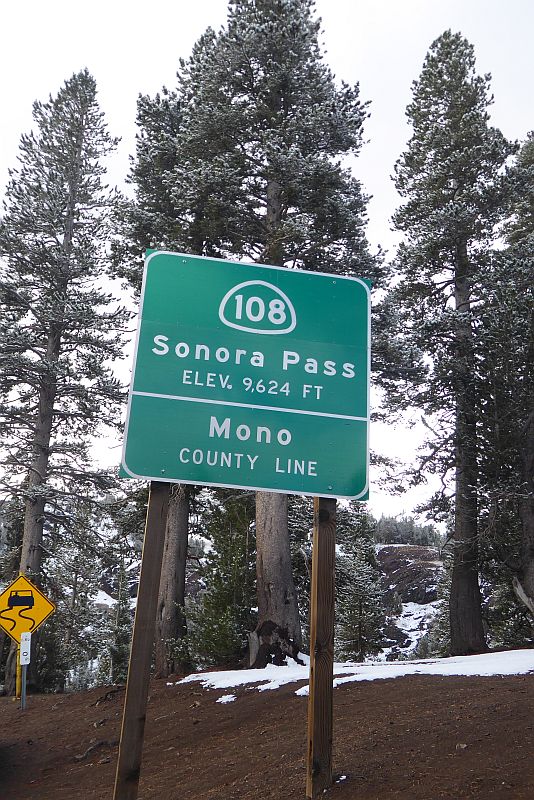 108
Sonora Pass
ELEV. 9,624 FT
Mono
COUNTY LINE